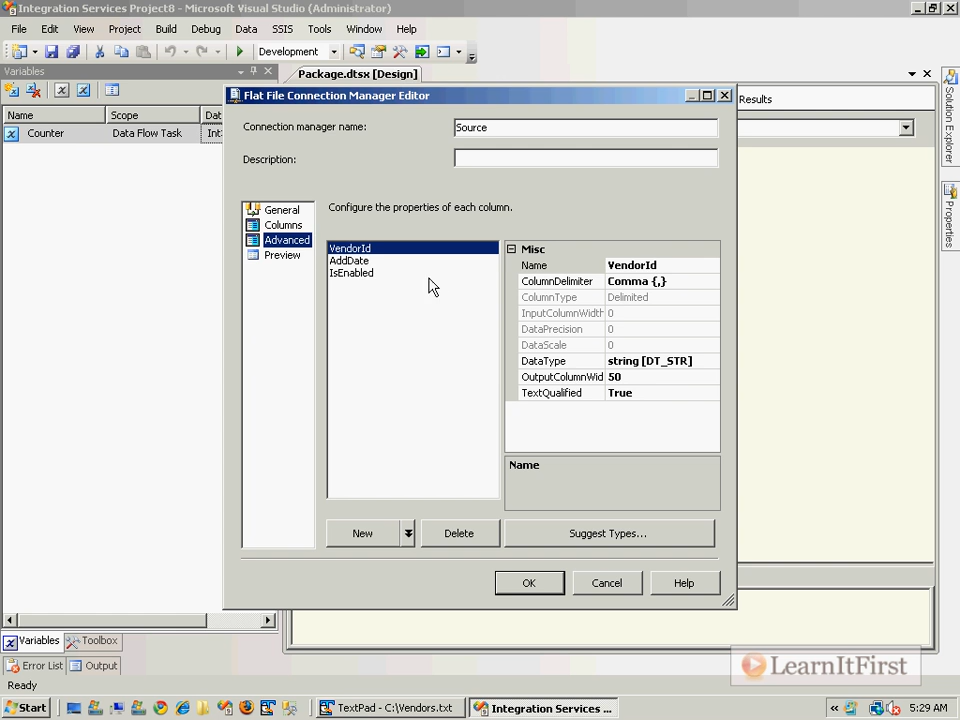 Integration Services Project8 - Microsoft Visual Studio (Administrator)
File Edit View Project Build Debug Data SSIS Tools Window Help
Development
Variables
Package.dtsx [Design]
Name Scope Dat
Counter Data Flow Task Int
Results
Flat File Connection Manager Editor
Connection manager name: Source
Description:
General
Columns
Advanced
Preview
Configure the properties of each column.
VendorId
AddDate
IsEnabled
Misc
Name VendorId
ColumnDelimiter Comma {,}
ColumnType Delimited
InputColumnWidth 0
DataPrecision 0
DataScale 0
DataType string [DT_STR]
OutputColumnWid 50
TextQualified True
Name
New Delete Suggest Types...
OK Cancel Help
Solution Explorer
Properties
Variables Toolbox
Error List Output
Ready
LearnItFirst
Start TextPad - C:\Vendors.txt Integration Services ... « 5:29 AM